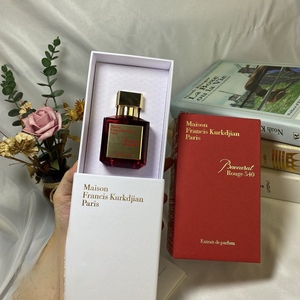 Maison
Francis Kurkdjian
Paris
Baccarat
Rouge 540
Extrait de parfum
Maison
Francis Kurkdjian
Paris